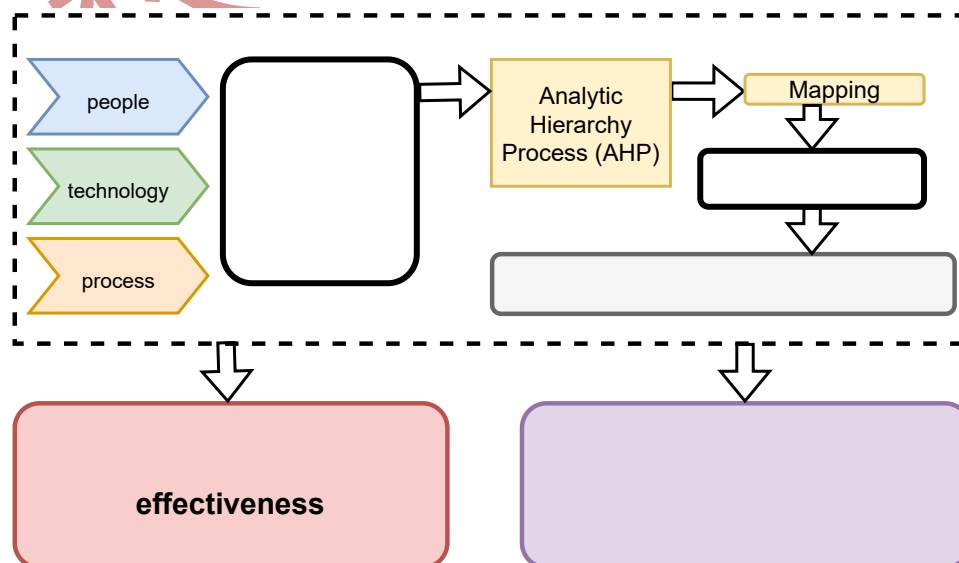 people
technology
process
Analytic
Hierarchy
Process (AHP)
Mapping
effectiveness